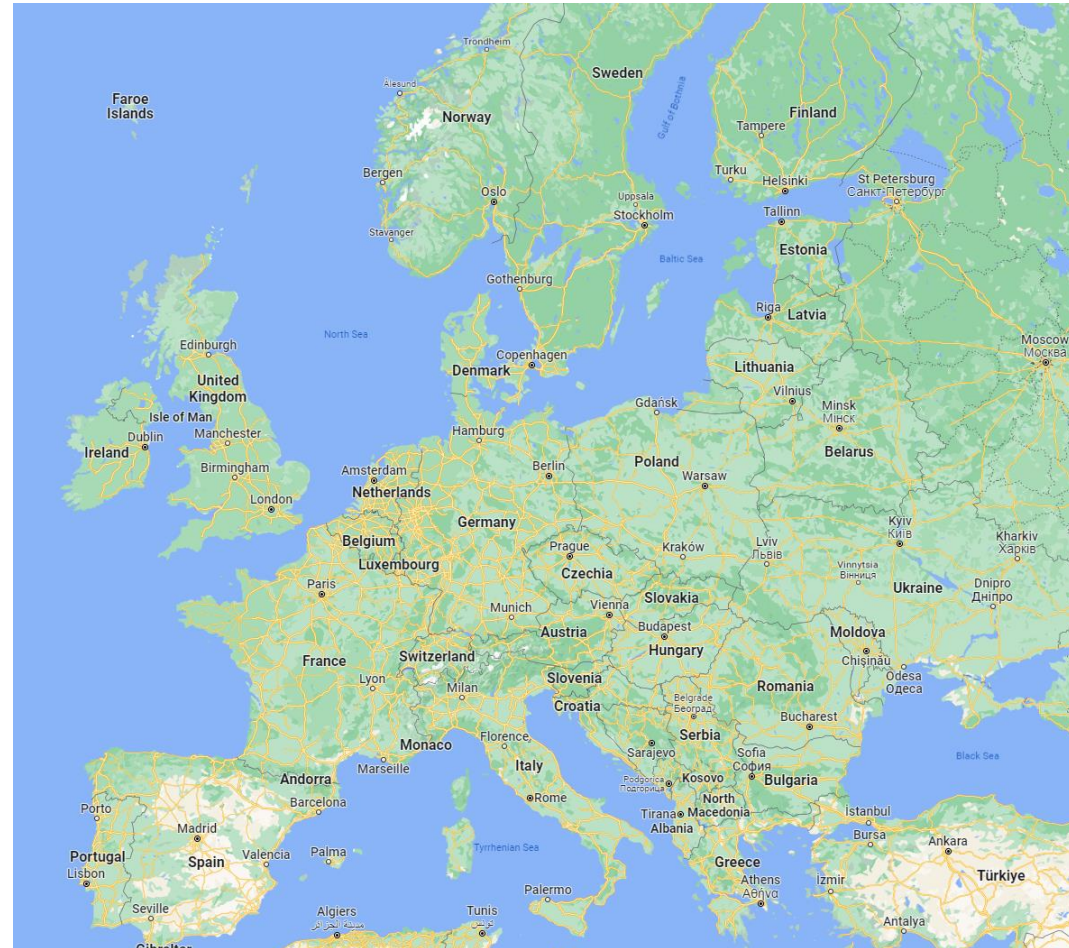 Trondheim
Ålesund
Sweden
Gulf of Bothnia
Faroe
Islands
Norway
Finland
Tampere
Bergen
Turku
Helsinki
St Petersburg
Санкт-Петербург
Oslo
Uppsala
Stockholm
Tallinn
Stavanger
Estonia
Baltic Sea
Gothenburg
Riga
Latvia
North Sea
Edinburgh
Moscow
Москва
Copenhagen
Denmark
Lithuania
United
Kingdom
Vilnius
Isle of Man
Gdańsk
Minsk
Мінск
Dublin
Manchester
Hamburg
Ireland
Belarus
Birmingham
Amsterdam
Berlin
Poland
Warsaw
Netherlands
London
Germany
Kyiv
Київ
Belgium
Prague
Kraków
Lviv
Львів
Kharkiv
Харків
Luxembourg
Czechia
Vinnytsia
Вінниця
Paris
Slovakia
Ukraine
Dnipro
Дніпро
Munich
Vienna
Austria
Budapest
Moldova
Hungary
France
Switzerland
Chișinău
Lyon
Slovenia
Odesa
Одеса
Milan
Romania
Croatia
Belgrade
Београд
Bucharest
Florence
Serbia
Monaco
Sarajevo
Sofia
София
Black Sea
Marseille
Italy
Andorra
Podgorica
Подгорица
Kosovo
Bulgaria
Barcelona
Rome
North
Macedonia
Porto
Tirana
İstanbul
Madrid
Albania
Bursa
Ankara
Portugal
Spain
Valencia
Palma
Tyrrhenian Sea
Greece
Lisbon
Athens
Αθήνα
İzmir
Türkiye
Palermo
Seville
Algiers
مدينة الجزائر
Tunis
تونس
Antalya
Gibraltar